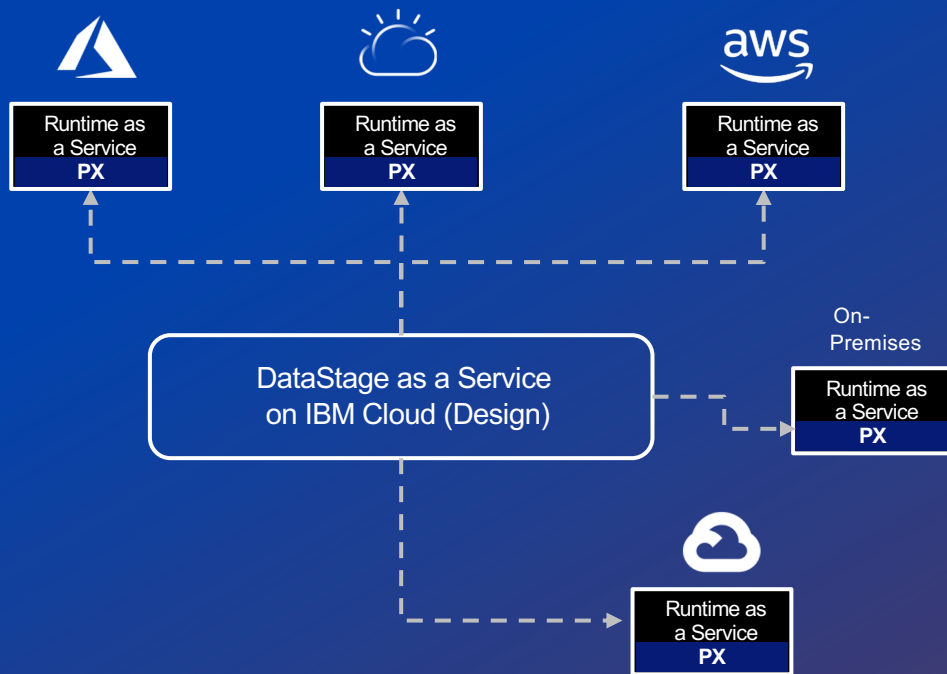 aws
Runtime as
a Service
PX
Runtime as
a Service
PX
Runtime as
a Service
PX
DataStage as a Service
on IBM Cloud (Design)
On-
Premises
Runtime as
a Service
PX
Runtime as
a Service
PX